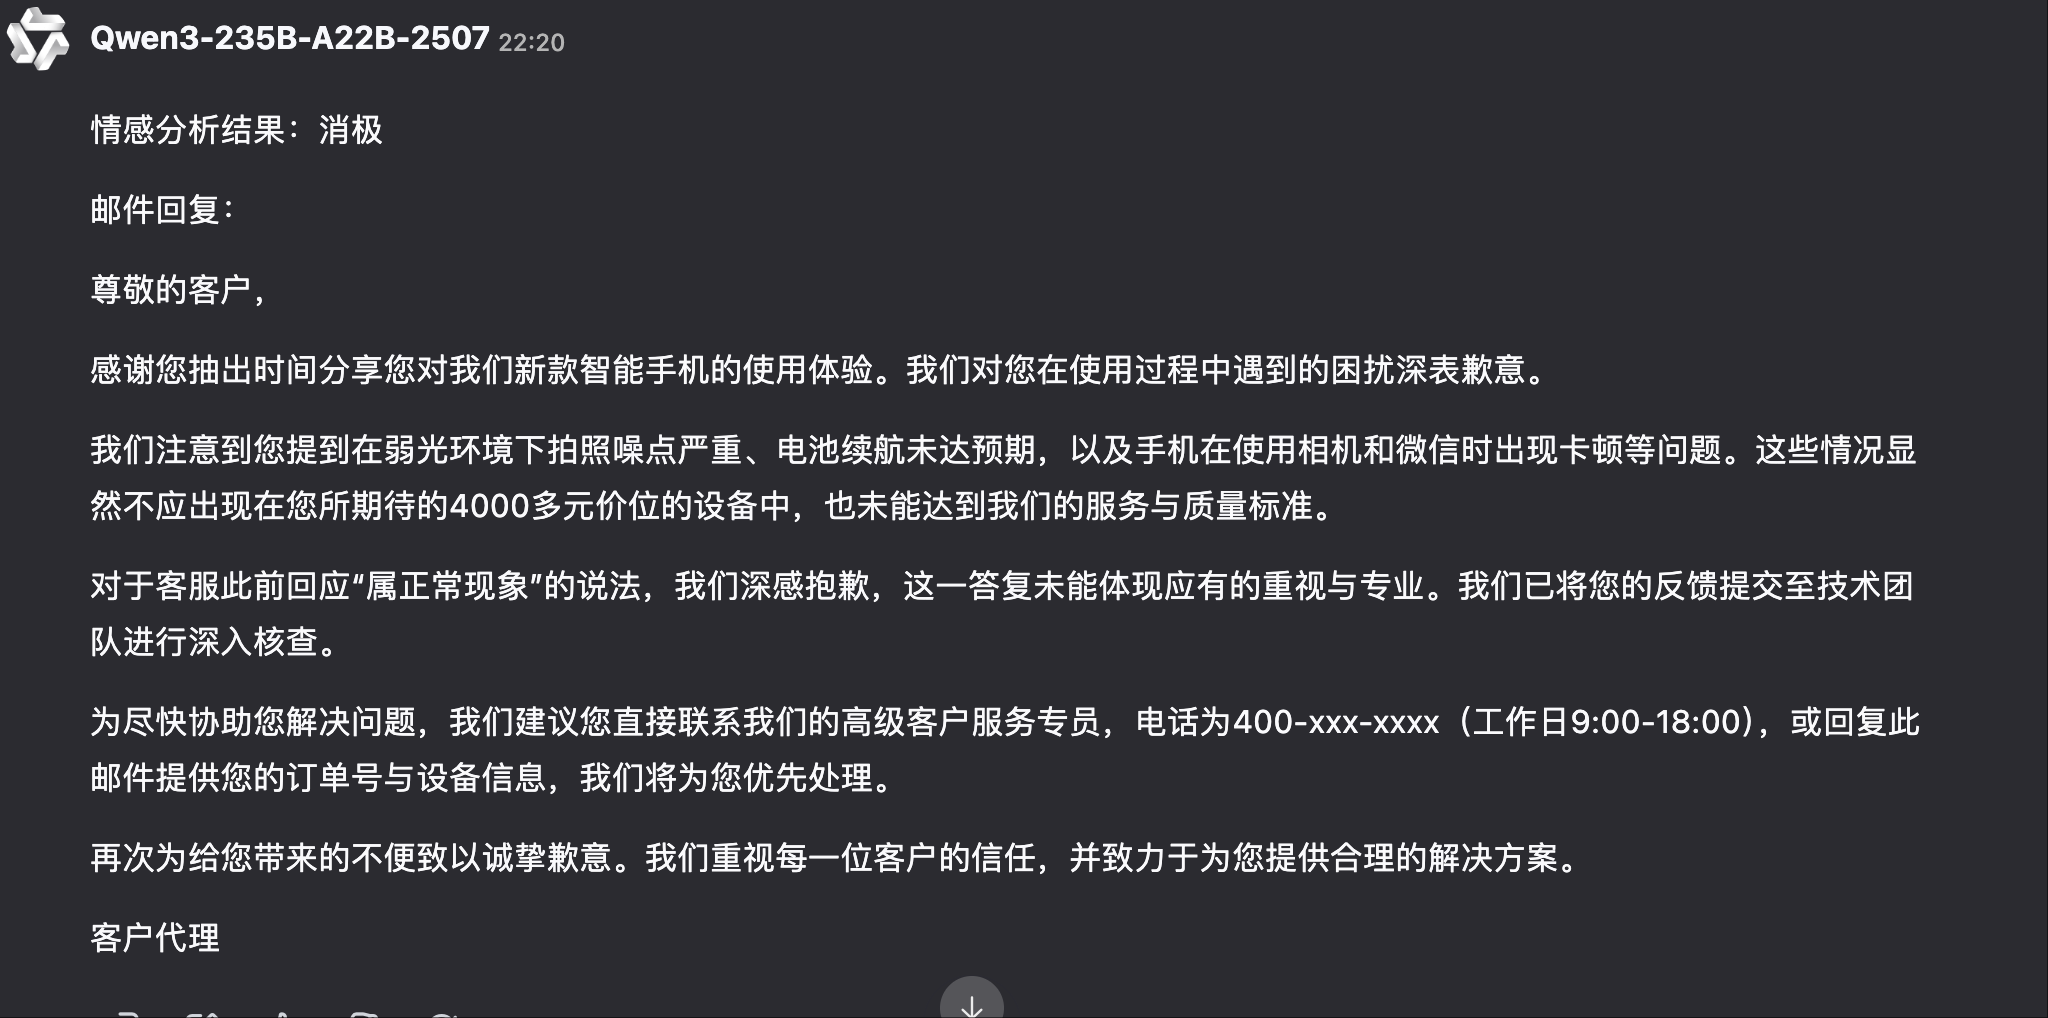 Qwen3-235B-A22B-2507 22:20
情感分析结果：消极
邮件回复：
尊敬的客户，
感谢您抽出时间分享您对我们新款智能手机的使用体验。我们对您在使用过程中遇到的困扰深表歉意。
我们注意到您提到在弱光环境下拍照噪点严重、电池续航未达预期，以及手机在使用相机和微信时出现卡顿等问题。这些情况显
然不应出现在您所期待的4000多元价位的设备中，也未能达到我们的服务与质量标准。
对于客服此前回应“属正常现象”的说法，我们深感抱歉，这一答复未能体现应有的重视与专业。我们已将您的反馈提交至技术团
队进行深入核查。
为尽快协助您解决问题，我们建议您直接联系我们的高级客户服务专员，电话为400-xxx-xxxx（工作日9:00-18:00），或回复此
邮件提供您的订单号与设备信息，我们将为您优先处理。
再次为给您带来的不便致以诚挚歉意。我们重视每一位客户的信任，并致力于为您提供合理的解决方案。
客户代理